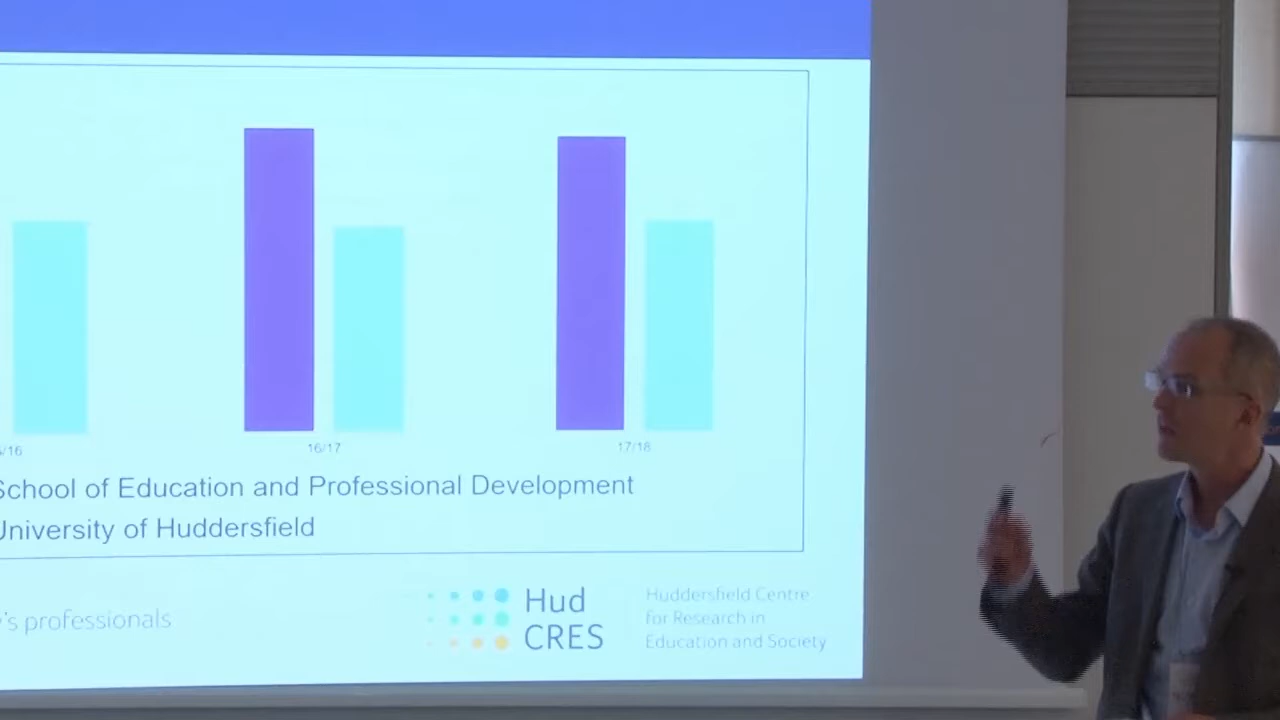 /16
16/17
17/18
School of Education and Professional Development
University of Huddersfield
y's professionals
Hud
CRES
Huddersfield Centre
for Research in
Education and Society